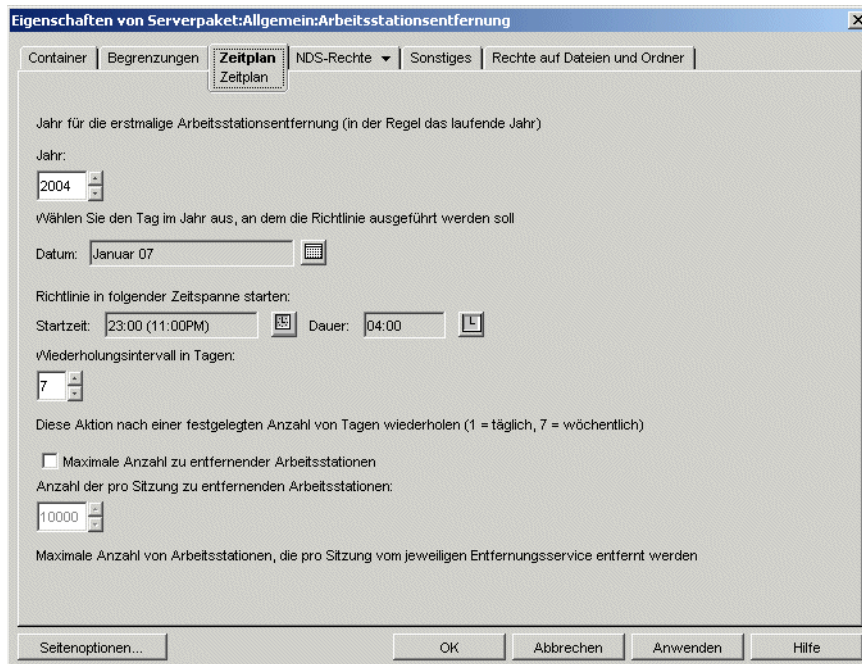 Eigenschaften von Serverpaket:Allgemein:Arbeitsstationsentfernung
Container Begrenzungen Zeitplan NDS-Rechte Sonstiges Rechte auf Dateien und Ordner
Zeitplan
Jahr für die erstmalige Arbeitsstationsentfernung (in der Regel das laufende Jahr)
Jahr:
2004
Wählen Sie den Tag im Jahr aus, an dem die Richtlinie ausgeführt werden soll
Datum: Januar 07
Richtlinie in folgender Zeitspanne starten:
Startzeit: 23:00 (11:00PM) Dauer: 04:00
Wiederholungsintervall in Tagen:
7
Diese Aktion nach einer festgelegten Anzahl von Tagen wiederholen (1 = täglich, 7 = wöchentlich)
Maximale Anzahl zu entfernender Arbeitsstationen
Anzahl der pro Sitzung zu entfernenden Arbeitsstationen:
10000
Maximale Anzahl von Arbeitsstationen, die pro Sitzung vom jeweiligen Entfernungsservice entfernt werden
Seitenoptionen... OK Abbrechen Anwenden Hilfe